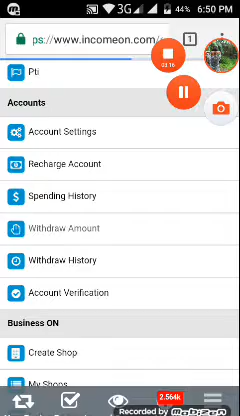 3G 44% 6:50 PM
ps://www.incomeon.com/ 1
03:16
Pti
Accounts
Account Settings
Recharge Account
Spending History
Withdraw Amount
Withdraw History
Account Verification
Business ON
Create Shop
My Shops
2.564k
Recorded by Mobizen